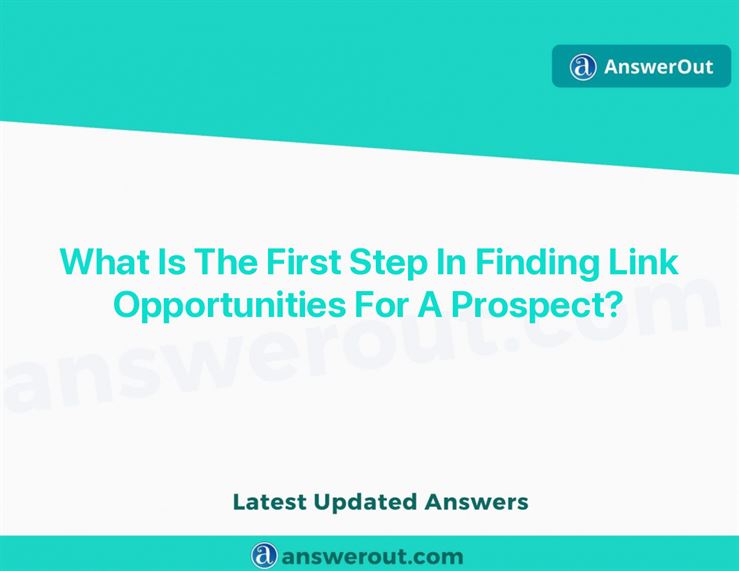 AnswerOut
What Is The First Step In Finding Link
Opportunities For A Prospect?
answerout.com
Latest Updated Answers
answerout.com